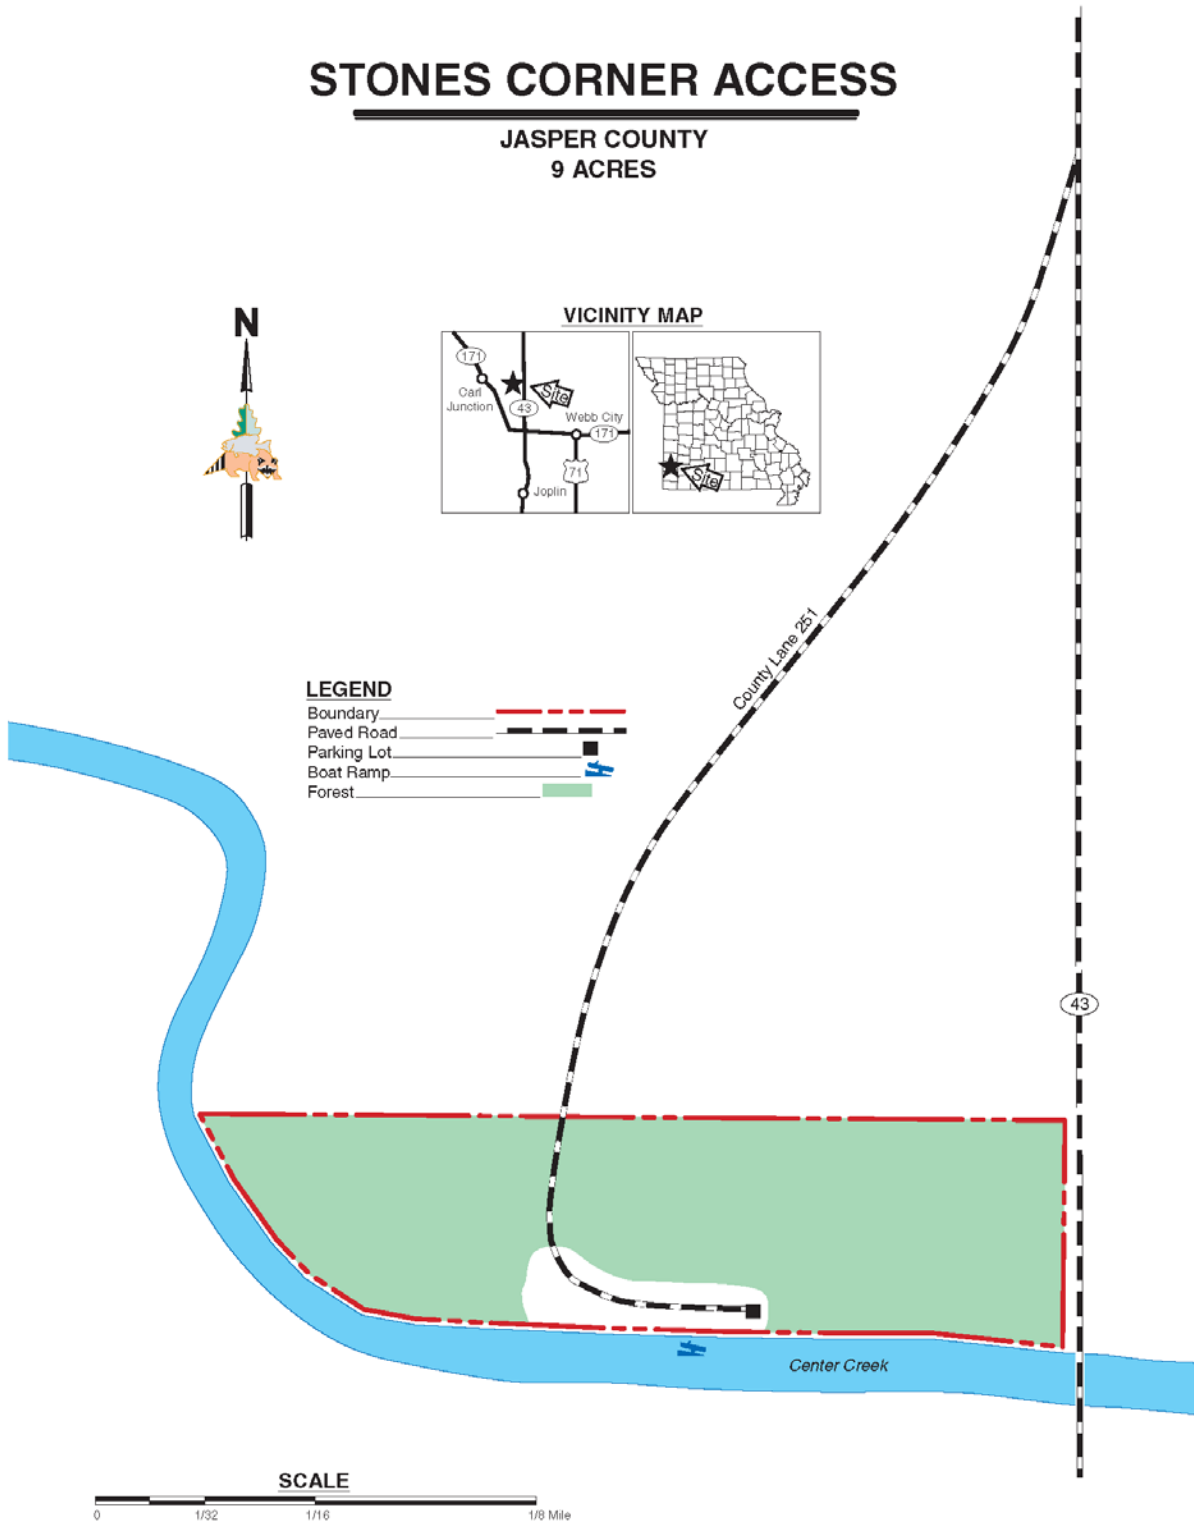 STONES CORNER ACCESS
JASPER COUNTY
9 ACRES
N
VICINITY MAP
171
Carl
Junction
43
Site
Webb City
171
71
Joplin
Site
County Lane 251
LEGEND
Boundary
Paved Road
Parking Lot
Boat Ramp
Forest
43
Center Creek
SCALE
0 1/32 1/16 1/8 Mile